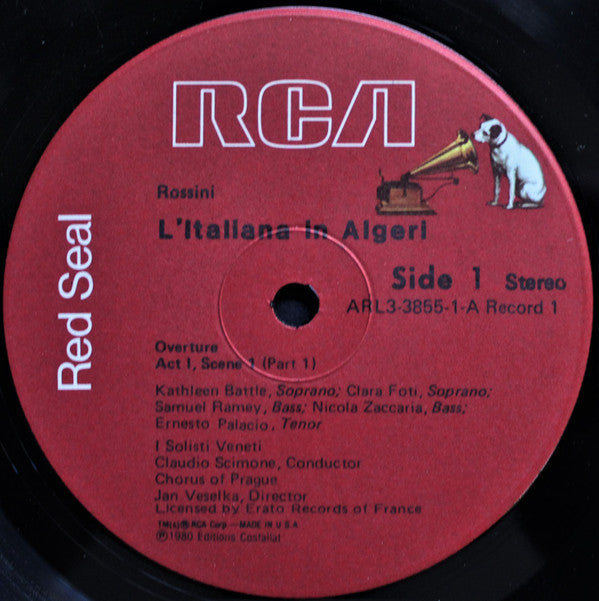 RCA
Red Seal
Rossini
L'Italiana in Algeri
Side 1 Stereo
ARL3-3855-1-A Record 1
Overture
Act I, Scene 1 (Part 1)
Kathleen Battle, Soprano; Clara Foti, Soprano;
Samuel Ramey, Bass; Nicola Zaccaria, Bass;
Ernesto Palacio, Tenor
I Solisti Veneti
Claudio Scimone, Conductor
Chorus of Prague
Jan Veselka, Director
Licensed by Erato Records of France
TM(s)® RCA Corp.—MADE IN U.S.A
℗1980 Editions Costallat